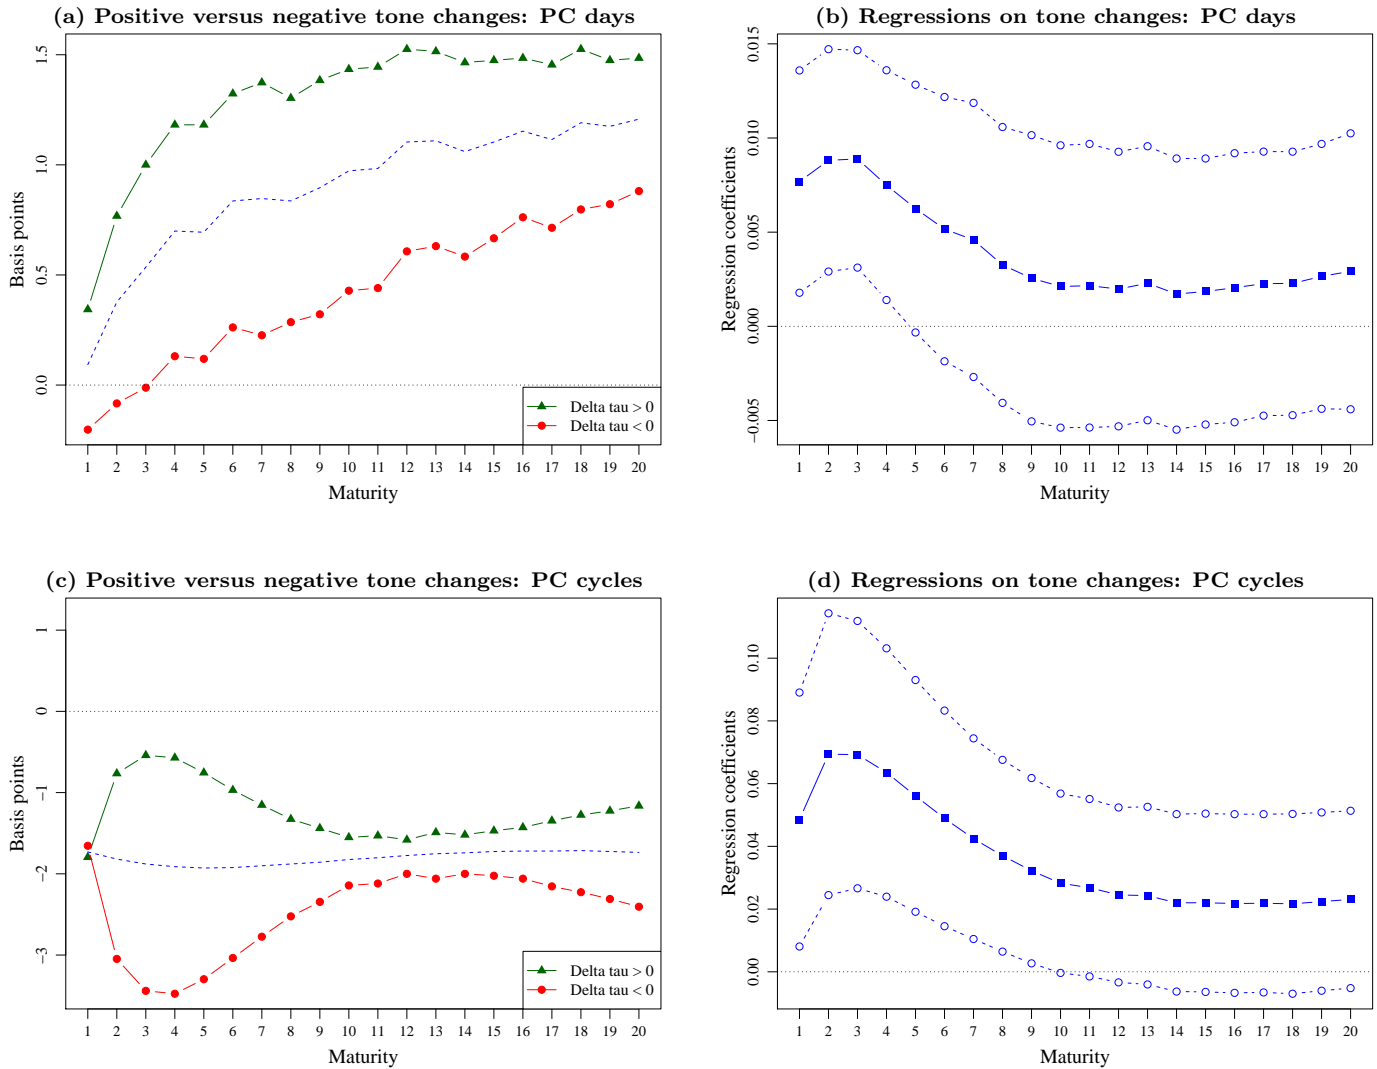 (a) Positive versus negative tone changes: PC days
Basis points
1.5
1.0
0.5
0.0
Delta tau > 0
Delta tau < 0
1 2 3 4 5 6 7 8 9 10 11 12 13 14 15 16 17 18 19 20
Maturity
(b) Regressions on tone changes: PC days
Regression coefficients
0.015
0.010
0.005
0.000
−0.005
1 2 3 4 5 6 7 8 9 10 11 12 13 14 15 16 17 18 19 20
Maturity
(c) Positive versus negative tone changes: PC cycles
Basis points
1
0
−1
−2
−3
Delta tau > 0
Delta tau < 0
1 2 3 4 5 6 7 8 9 10 11 12 13 14 15 16 17 18 19 20
Maturity
(d) Regressions on tone changes: PC cycles
Regression coefficients
0.10
0.08
0.06
0.04
0.02
0.00
1 2 3 4 5 6 7 8 9 10 11 12 13 14 15 16 17 18 19 20
Maturity